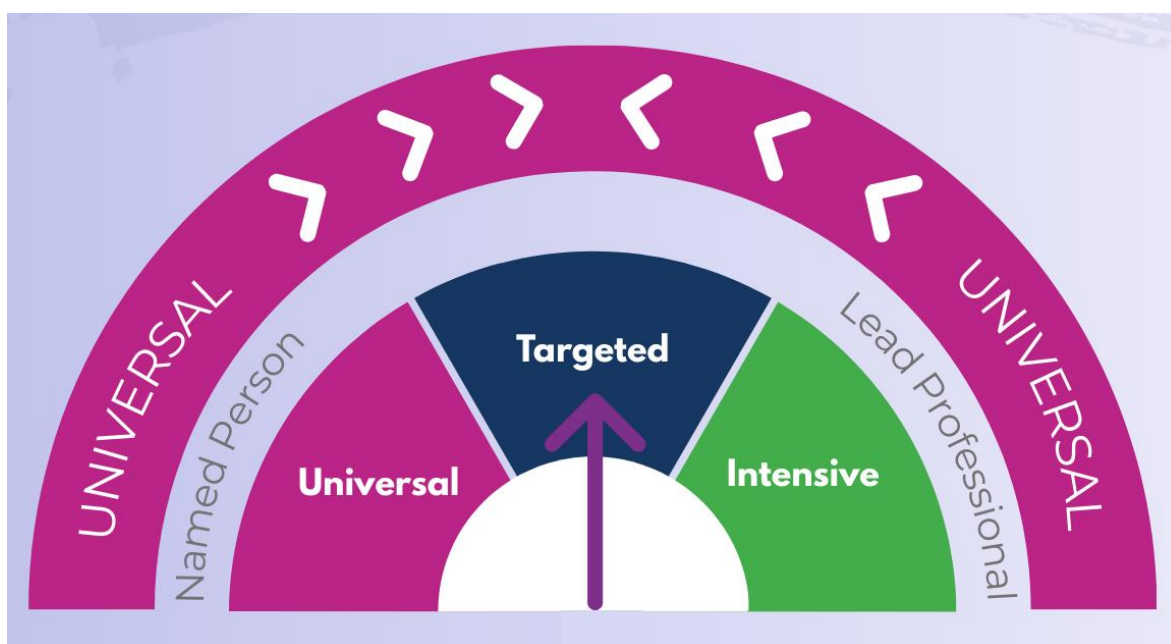 UNIVERSAL
UNIVERSAL
Named Person
Lead Professional
Targeted
Universal
Intensive